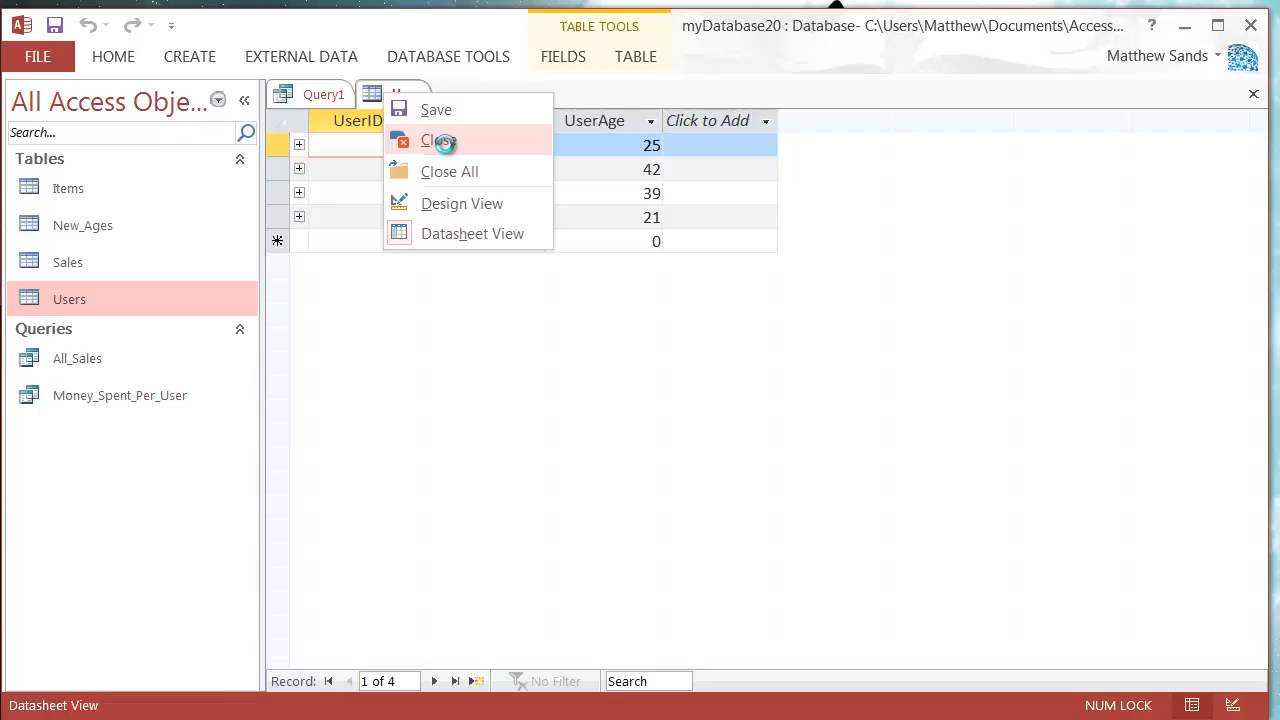 TABLE TOOLS
myDatabase20 : Database- C:\Users\Matthew\Documents\Access...
?
FILE HOME CREATE EXTERNAL DATA DATABASE TOOLS FIELDS TABLE
Matthew Sands
All Access Obje...
Query1
Search...
Tables
Items
New_Ages
Sales
Users
Queries
All_Sales
Money_Spent_Per_User
UserID UserAge Click to Add
25
42
39
21
0
Save
Close
Close All
Design View
Datasheet View
Record: 1 of 4 No Filter Search
Datasheet View
NUM LOCK